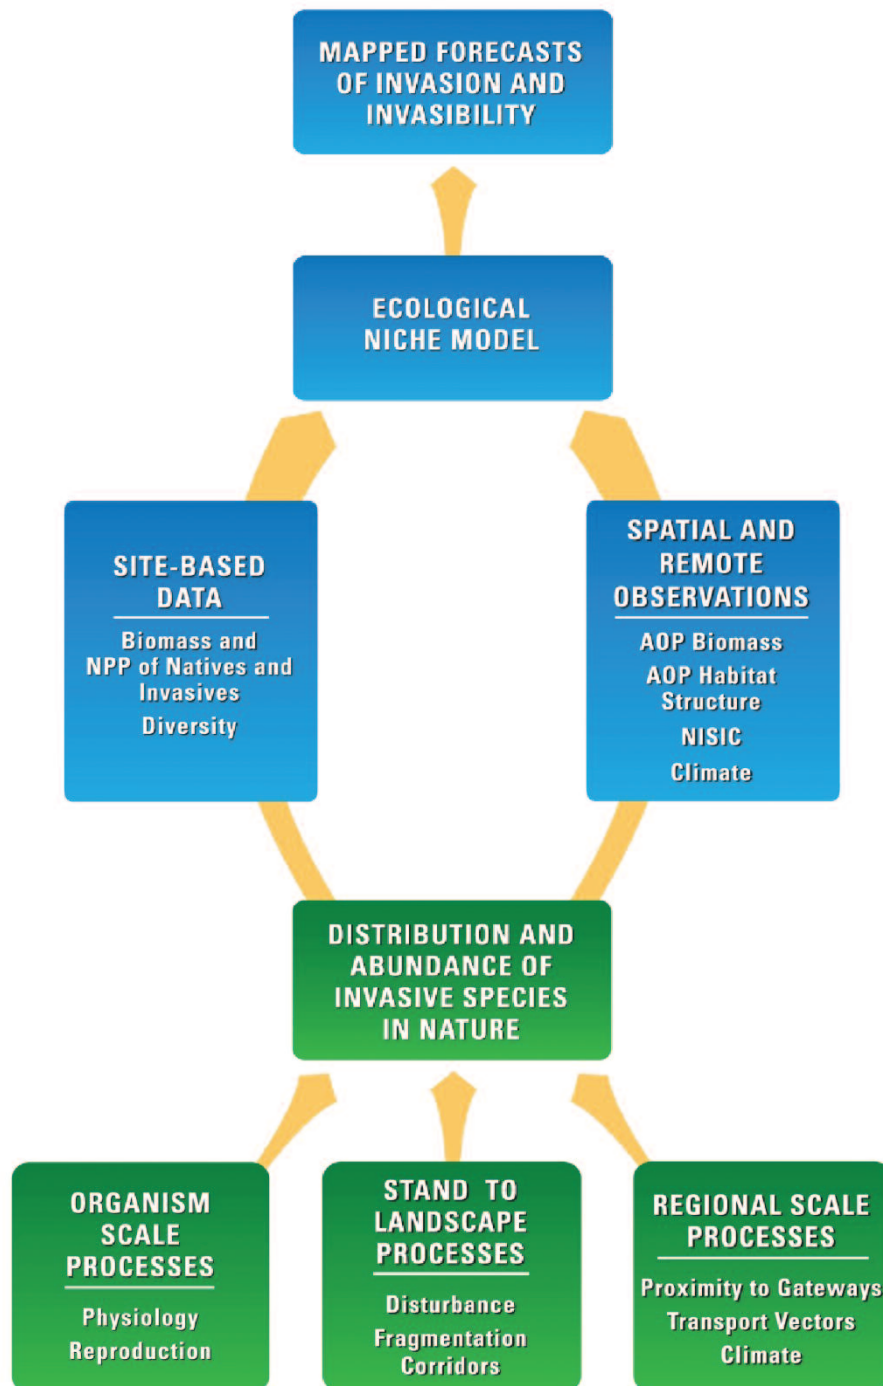 MAPPED FORECASTS
OF INVASION AND
INVASIBILITY
ECOLOGICAL
NICHE MODEL
SITE-BASED
DATA
Biomass and
NPP of Natives and
Invasives
Diversity
SPATIAL AND
REMOTE
OBSERVATIONS
AOP Biomass
AOP Habitat
Structure
NISIC
Climate
DISTRIBUTION AND
ABUNDANCE OF
INVASIVE SPECIES
IN NATURE
ORGANISM
SCALE
PROCESSES
Physiology
Reproduction
STAND TO
LANDSCAPE
PROCESSES
Disturbance
Fragmentation
Corridors
REGIONAL SCALE
PROCESSES
Proximity to Gateways
Transport Vectors
Climate